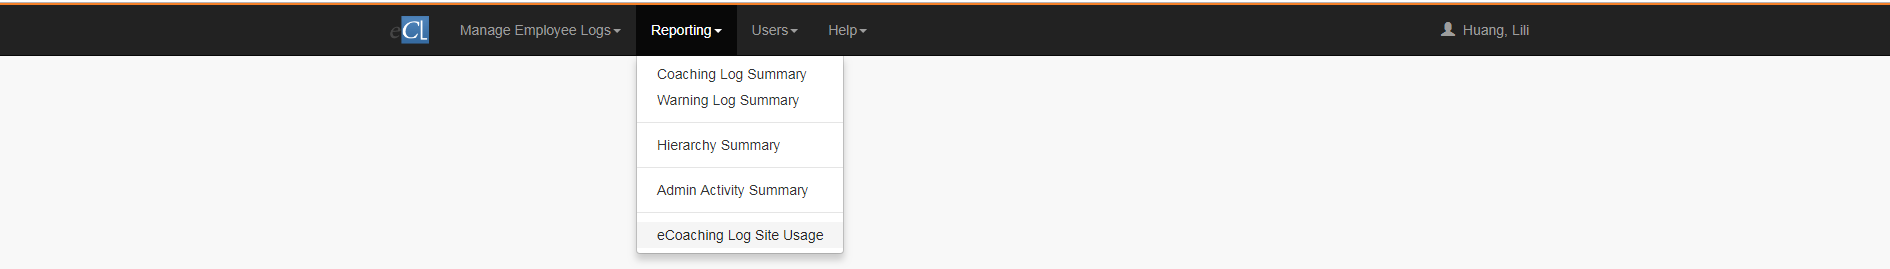 eCL Manage Employee Logs Reporting Users Help Huang, Lili
Coaching Log Summary
Warning Log Summary
Hierarchy Summary
Admin Activity Summary
eCoaching Log Site Usage